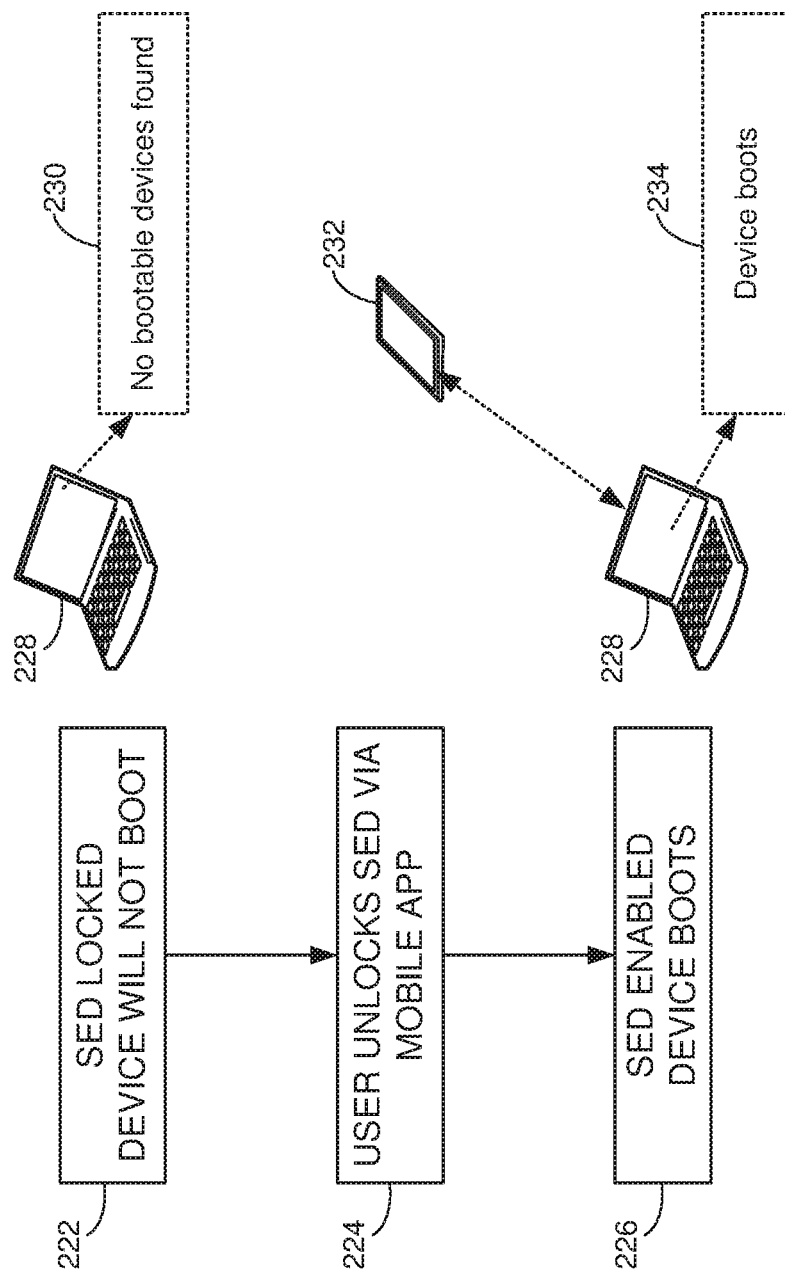 222
SED LOCKED
DEVICE WILL NOT BOOT
228
230
No bootable devices found
224
USER UNLOCKS SED VIA
MOBILE APP
232
226
SED ENABLED
DEVICE BOOTS
228
234
Device boots